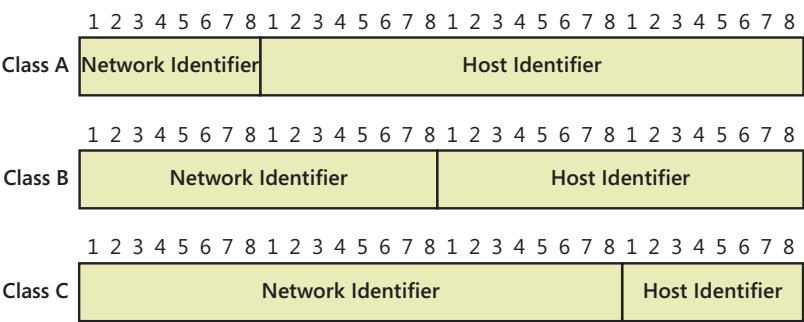 1 2 3 4 5 6 7 8 1 2 3 4 5 6 7 8 1 2 3 4 5 6 7 8 1 2 3 4 5 6 7 8
Class A Network Identifier Host Identifier
1 2 3 4 5 6 7 8 1 2 3 4 5 6 7 8 1 2 3 4 5 6 7 8 1 2 3 4 5 6 7 8
Class B Network Identifier Host Identifier
1 2 3 4 5 6 7 8 1 2 3 4 5 6 7 8 1 2 3 4 5 6 7 8 1 2 3 4 5 6 7 8
Class C Network Identifier Host Identifier